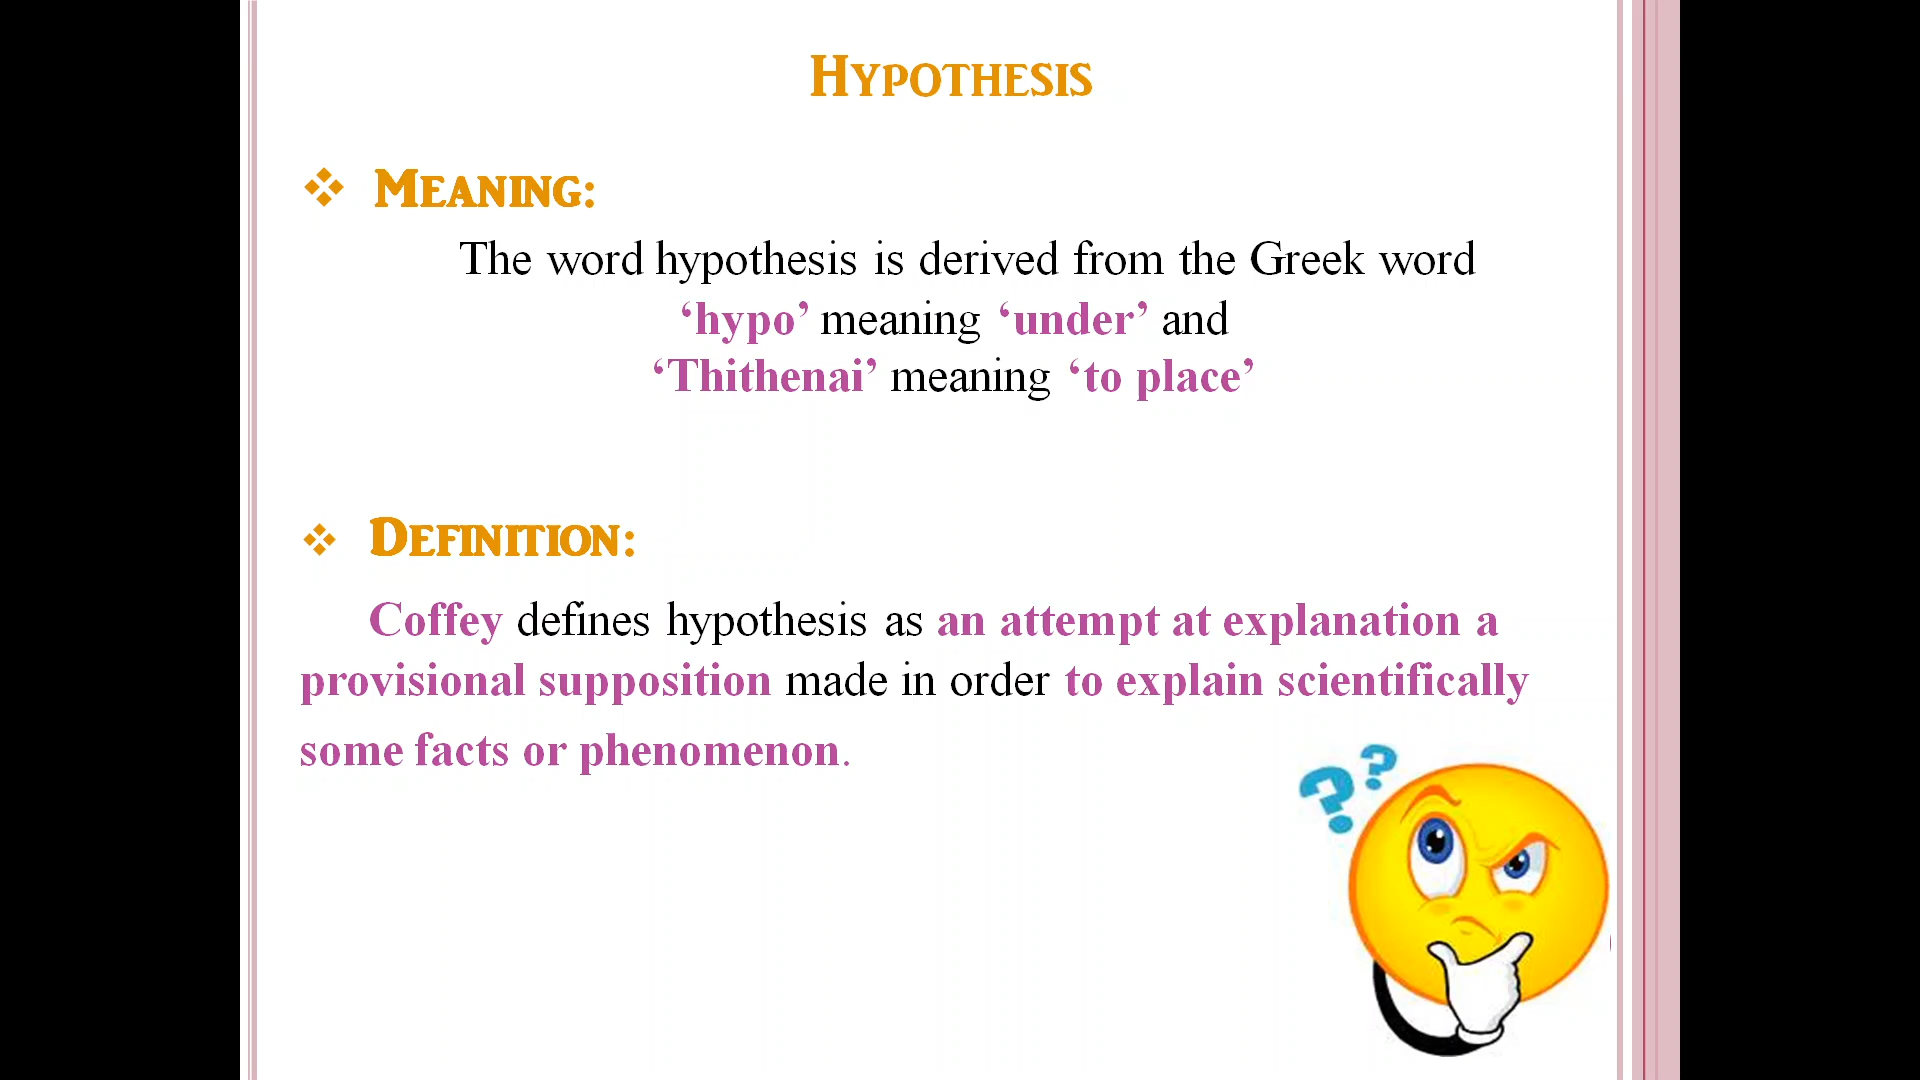 HYPOTHESIS
❖ MEANING:
The word hypothesis is derived from the Greek word
‘hypo’ meaning ‘under’ and
‘Thithenai’ meaning ‘to place’
❖ DEFINITION:
Coffey defines hypothesis as an attempt at explanation a
provisional supposition made in order to explain scientifically
some facts or phenomenon.
? ?